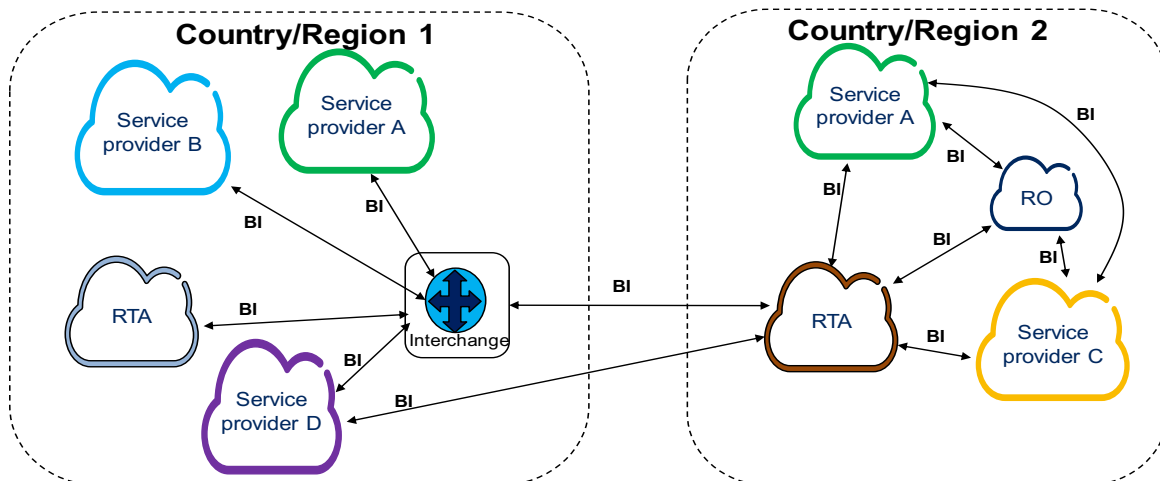 Country/Region 1
Service
provider B
Service
provider A
BI
BI
RTA
BI
Interchange
BI
Service
provider D
BI
BI
Country/Region 2
Service
provider A
BI
BI
RO
BI
BI
BI
RTA
BI
Service
provider C